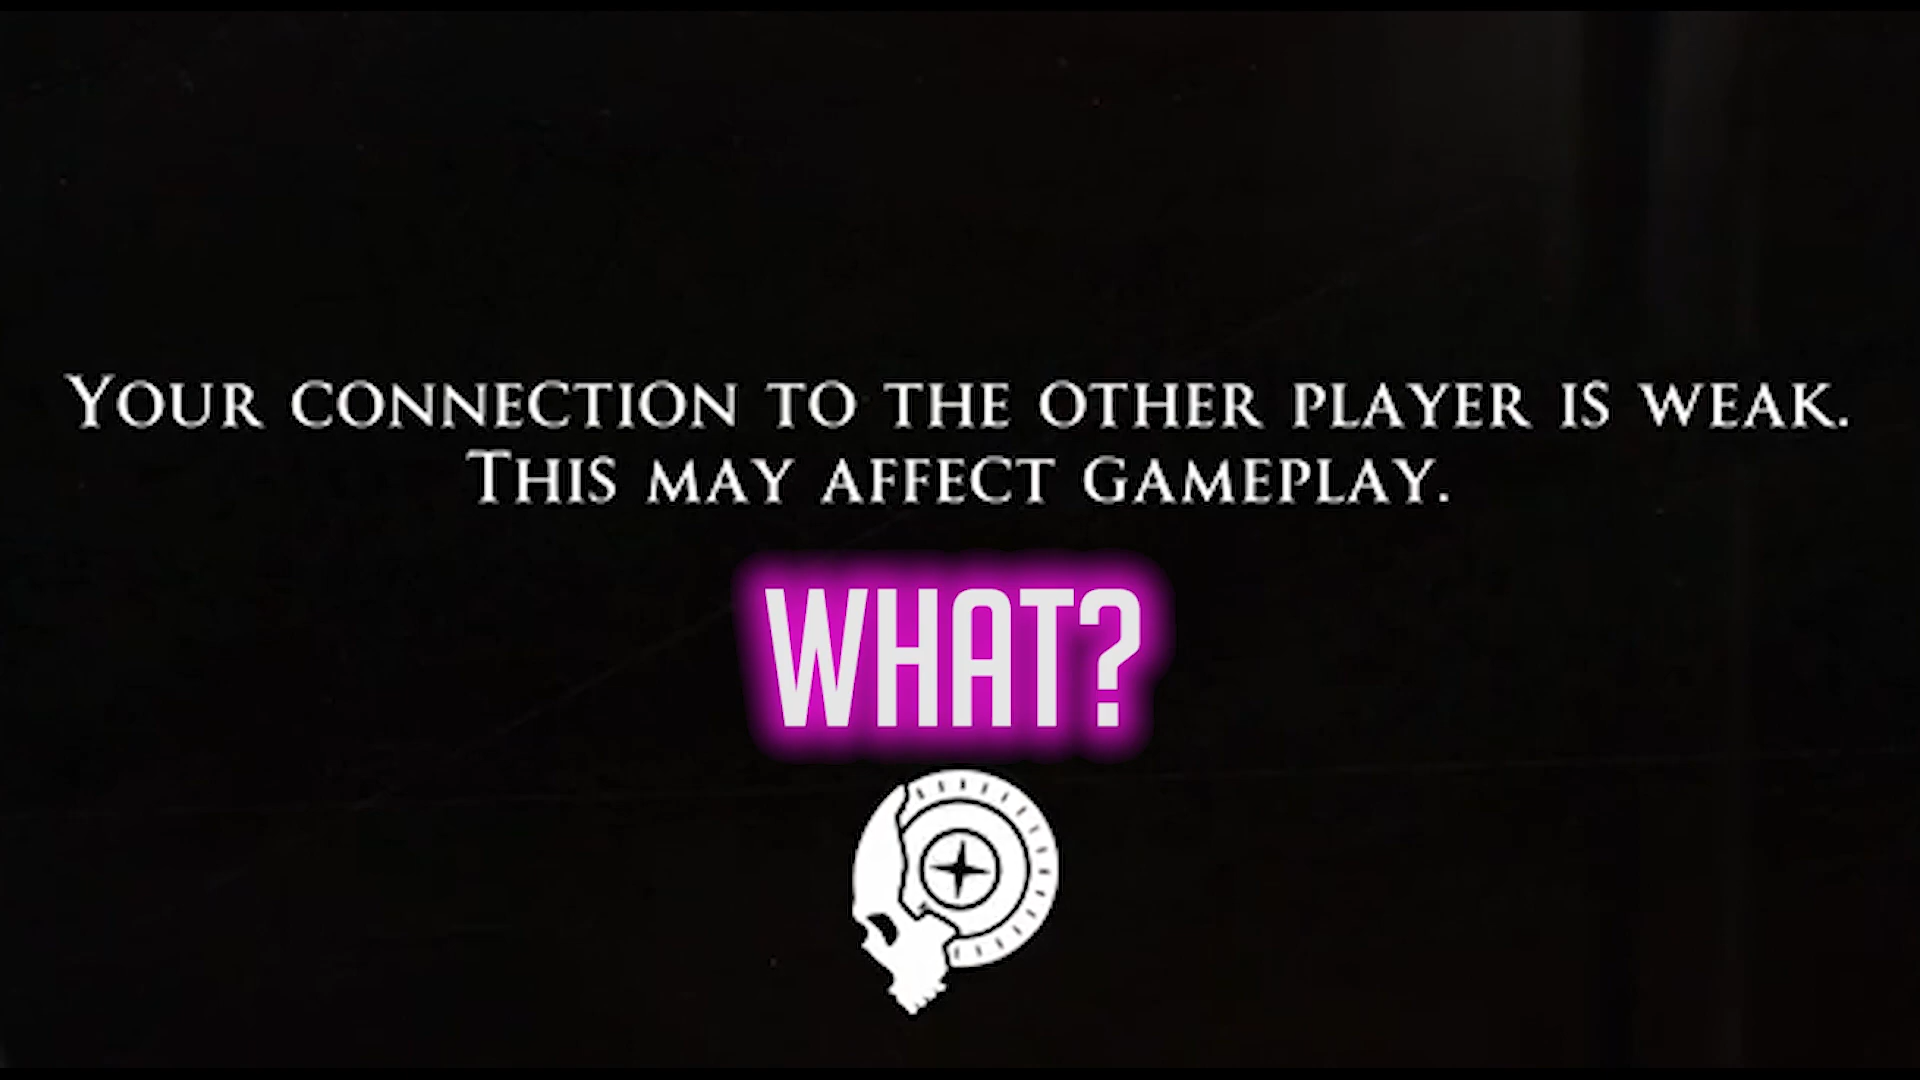 Your connection to the other player is weak.
This may affect gameplay.
WHAT?